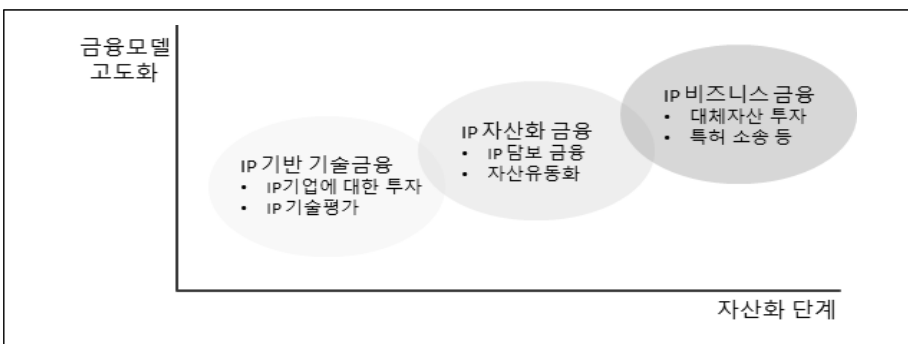 금융모델
고도화
IP 기반 기술금융
• IP기업에 대한 투자
• IP 기술평가
IP 자산화 금융
• IP 담보 금융
• 자산유동화
IP 비즈니스 금융
• 대체자산 투자
• 특허 소송 등
자산화 단계